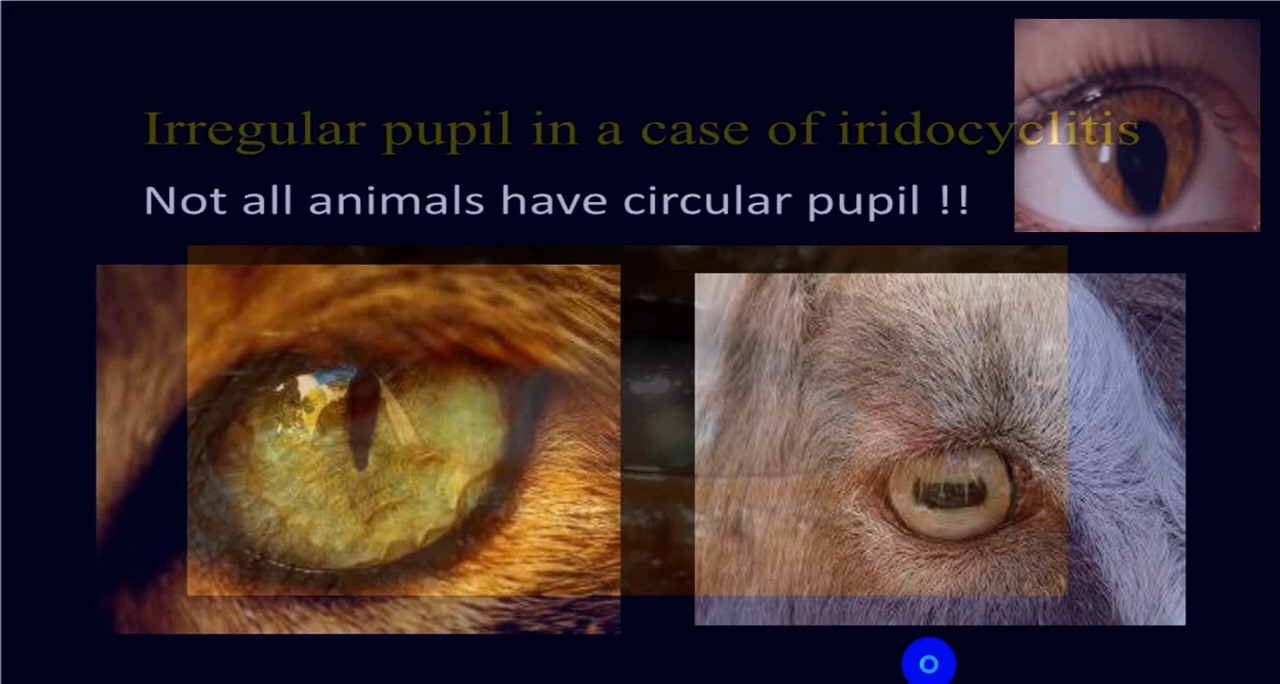 Irregular pupil in a case of iridocyclitis
Not all animals have circular pupil !!